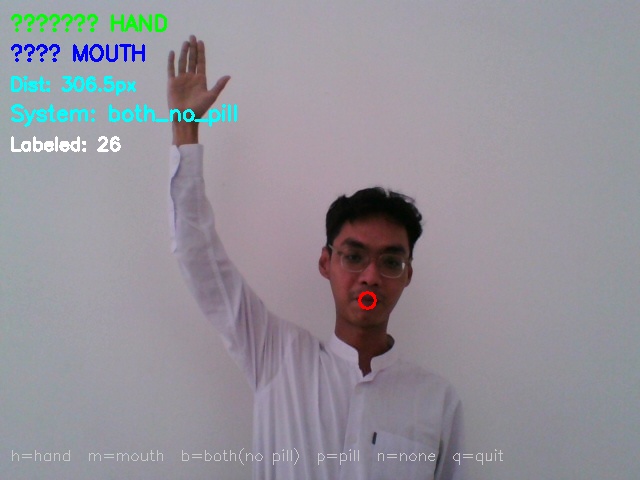 ??????? HAND
???? MOUTH
Dist: 306.5px
System: both_no_pill
Labeled: 26
h=hand m=mouth b=both(no pill) p=pill n=none q=quit